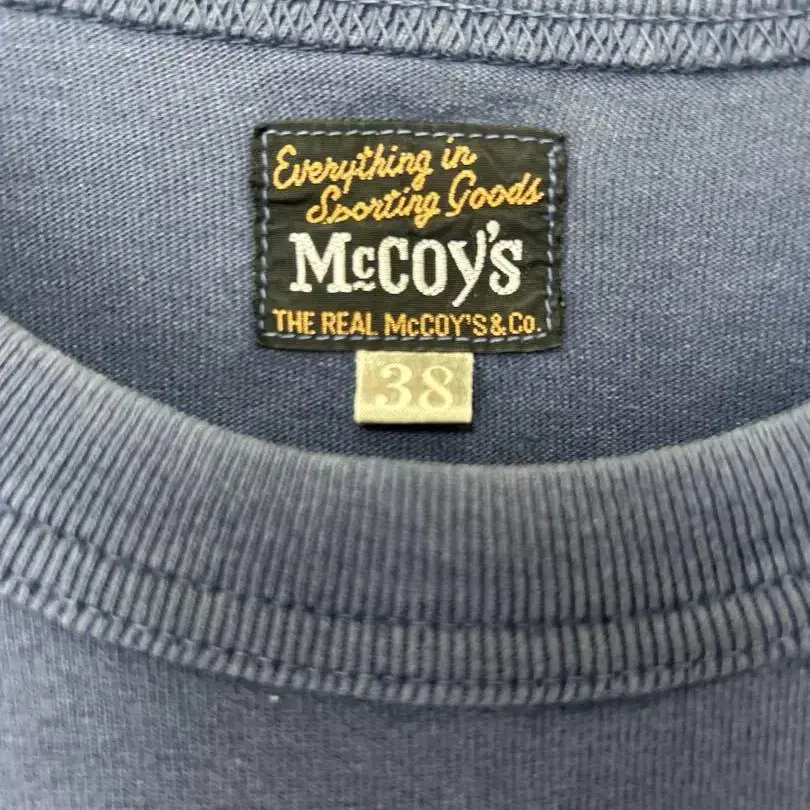 Everything in
Sporting Goods
McCOY's
THE REAL McCOY'S & Co.
38